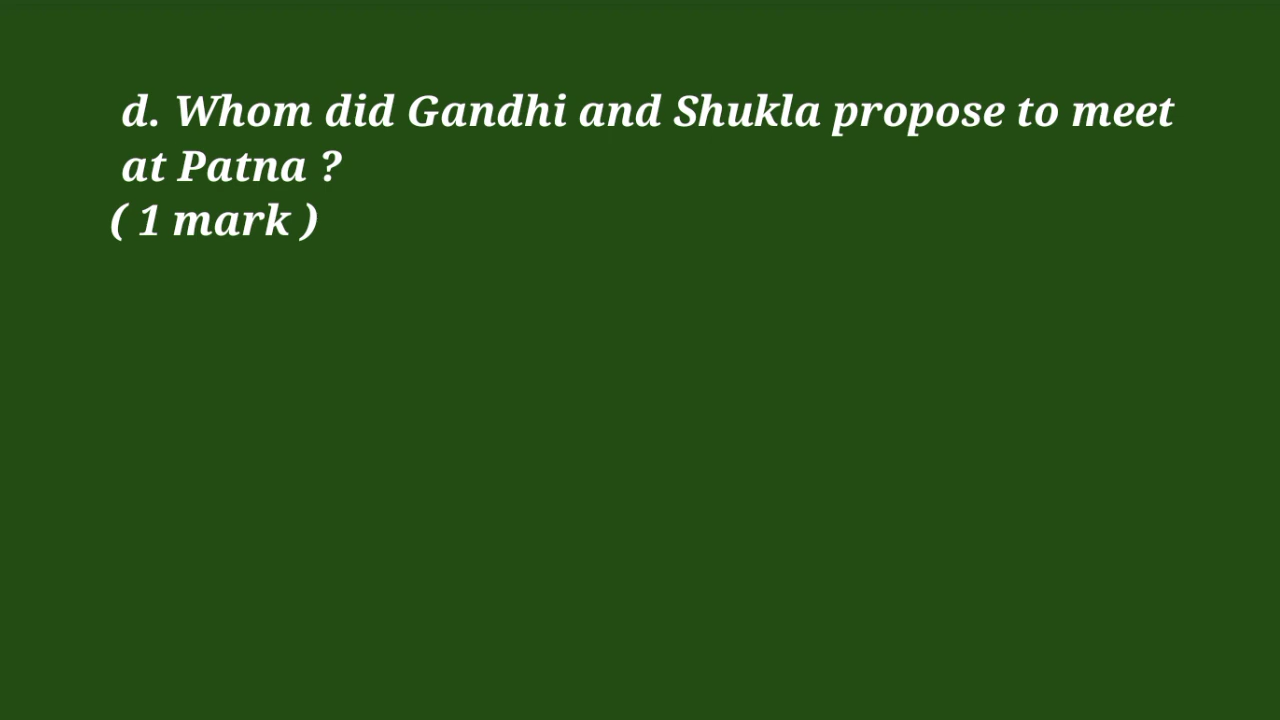 d. Whom did Gandhi and Shukla propose to meet
at Patna ?
( 1 mark )